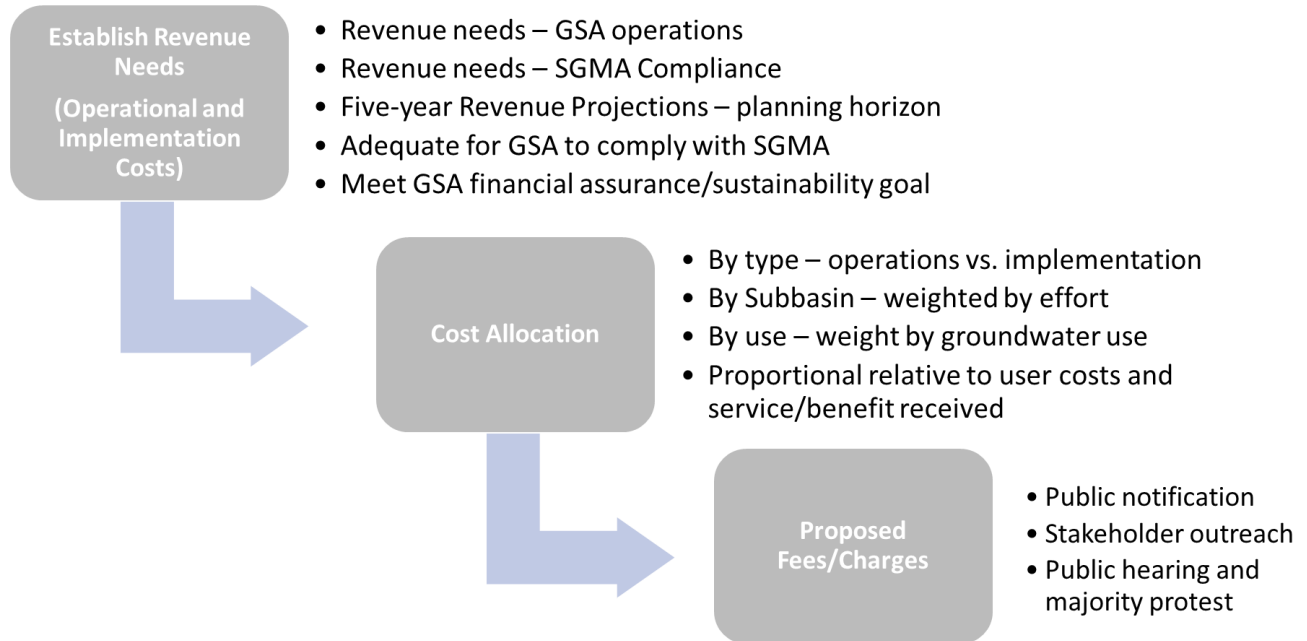 Establish Revenue
Needs
(Operational and
Implementation
Costs)
• Revenue needs – GSA operations
• Revenue needs – SGMA Compliance
• Five-year Revenue Projections – planning horizon
• Adequate for GSA to comply with SGMA
• Meet GSA financial assurance/sustainability goal
Cost Allocation
• By type – operations vs. implementation
• By Subbasin – weighted by effort
• By use – weight by groundwater use
• Proportional relative to user costs and
service/benefit received
Proposed
Fees/Charges
• Public notification
• Stakeholder outreach
• Public hearing and
majority protest